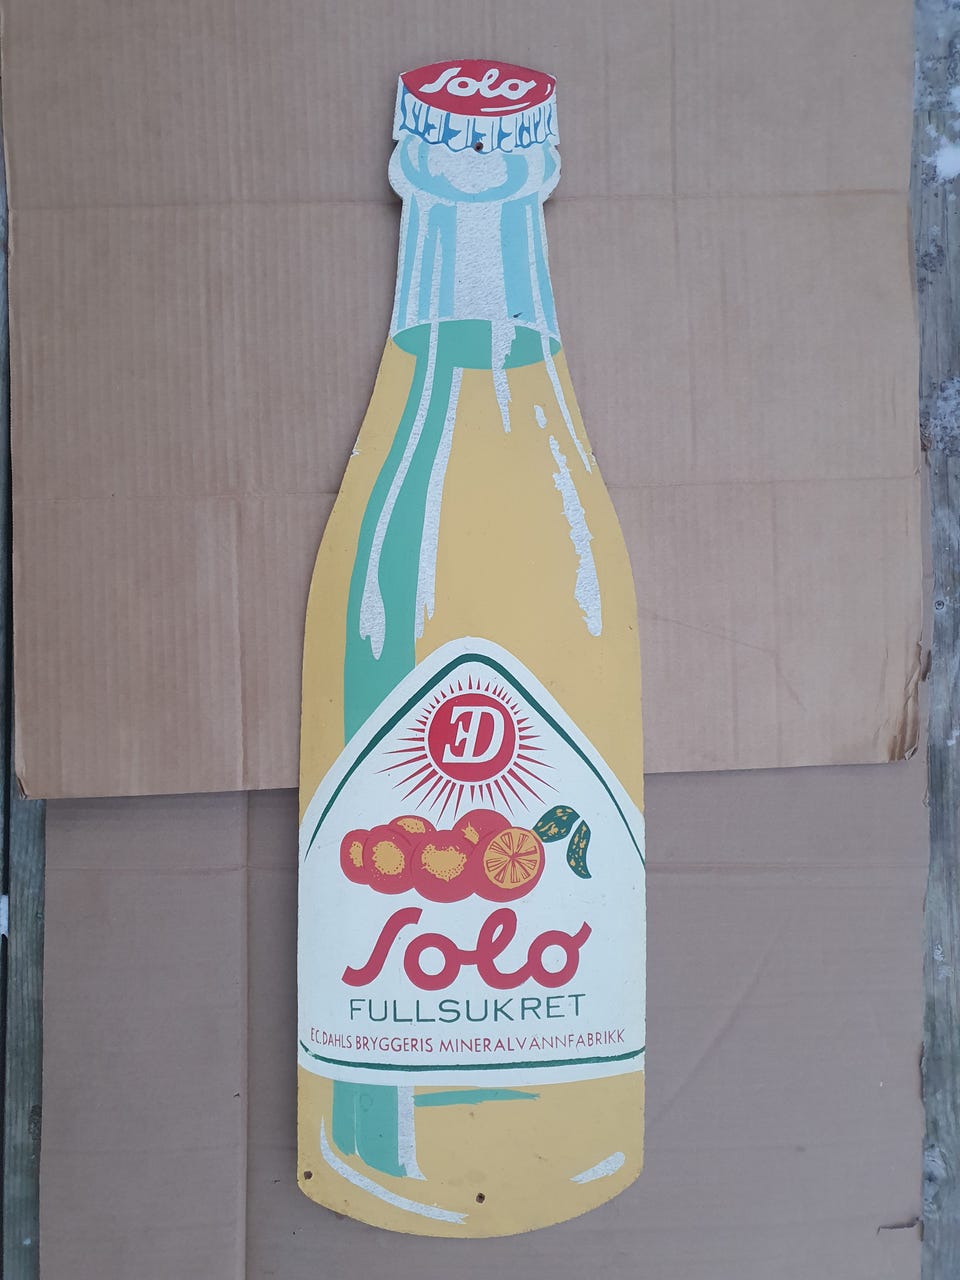 Solo
ED
Solo
FULLSUKRET
E.C. DAHLS BRYGGERIS MINERALVANNFABRIKK